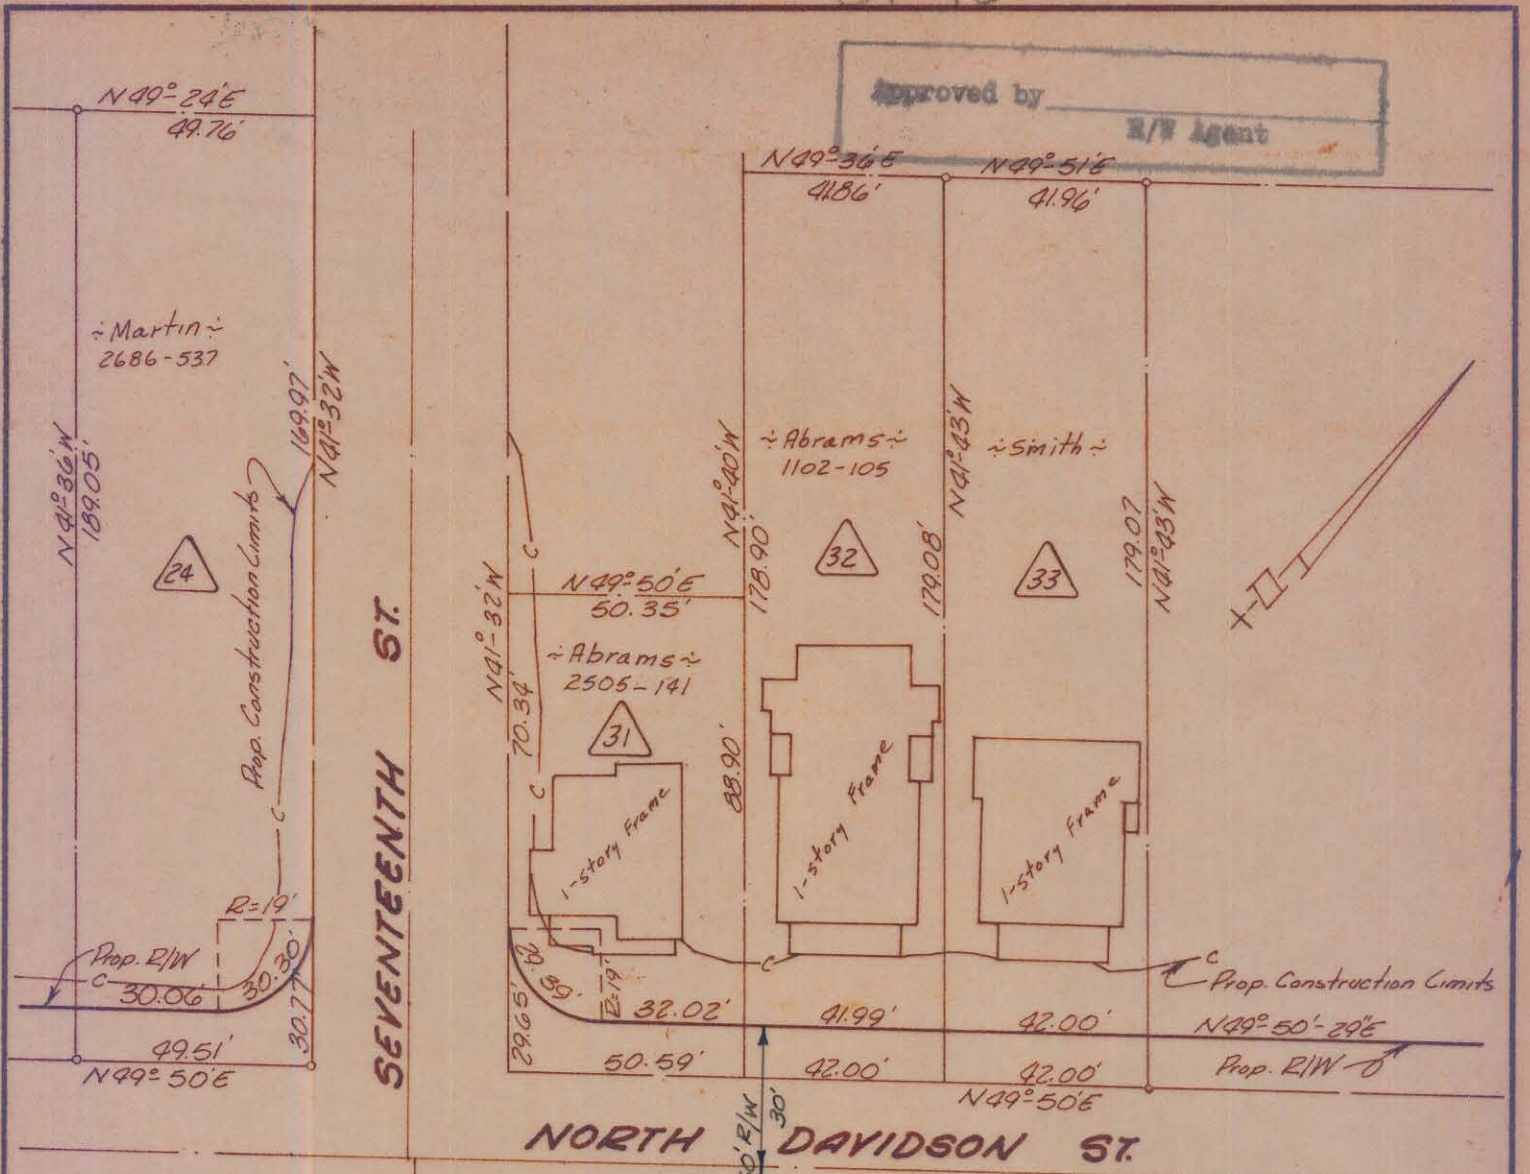 Approved by
R/W Agent
N49°-24'E
49.76'
N49°-36'E
41.86'
N49°-51'E
41.96'
÷Martin÷
2686-537
N41°-36'W
189.05'
169.97'
N41°-32'W
Prop. Construction Limits
24
SEVENTEENTH ST.
N41°-32'W
70.34'
C
N49°-50'E
50.35'
÷Abrams÷
2505-141
31
1-story Frame
N41°-40'W
178.90'
88.90'
÷Abrams÷
1102-105
32
1-story Frame
N41°-43'W
179.08'
÷Smith÷
33
1-story Frame
179.07
N41°-43'W
X
C
C
R=19'
Prop. R/W
C
30.06'
30.30'
30.77'
49.51'
N49°-50'E
29.65'
R=19'
32.02'
50.59'
C
41.99'
42.00'
42.00'
42.00'
N49°-50'E
C
Prop. Construction Limits
N49°-50'-29"E
Prop. R/W
R/W
30'
NORTH DAVIDSON ST.